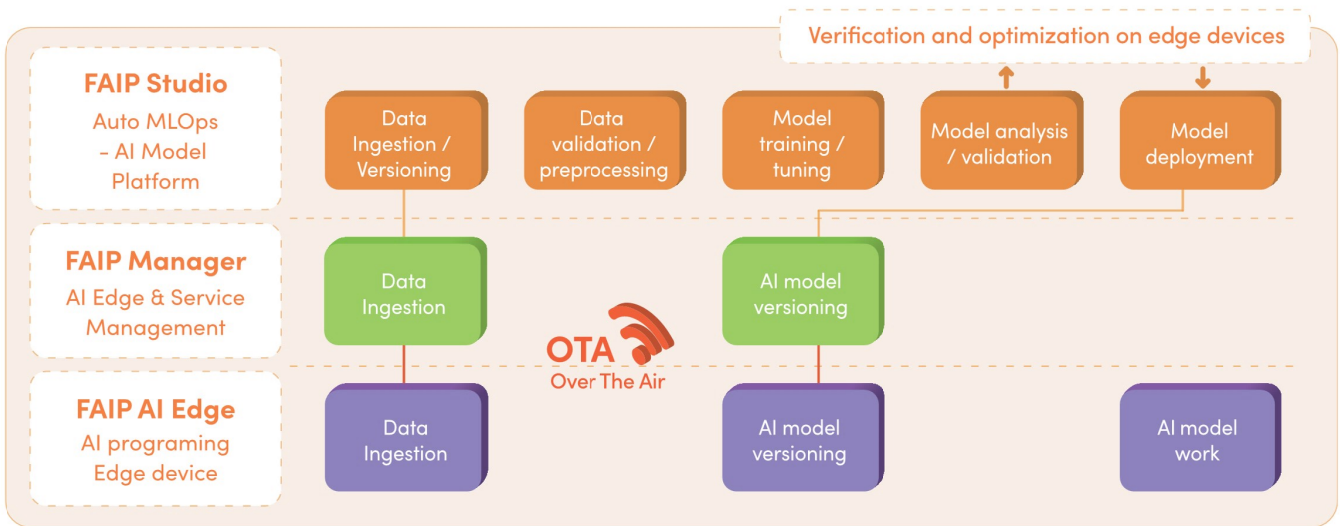 Verification and optimization on edge devices
FAIP Studio
Auto MLOps
- AI Model
Platform
Data
Ingestion /
Versioning
Data
validation /
preprocessing
Model
training /
tuning
Model analysis
/ validation
Model
deployment
FAIP Manager
AI Edge & Service
Management
Data
Ingestion
AI model
versioning
OTA
Over The Air
FAIP AI Edge
AI programing
Edge device
Data
Ingestion
AI model
versioning
AI model
work